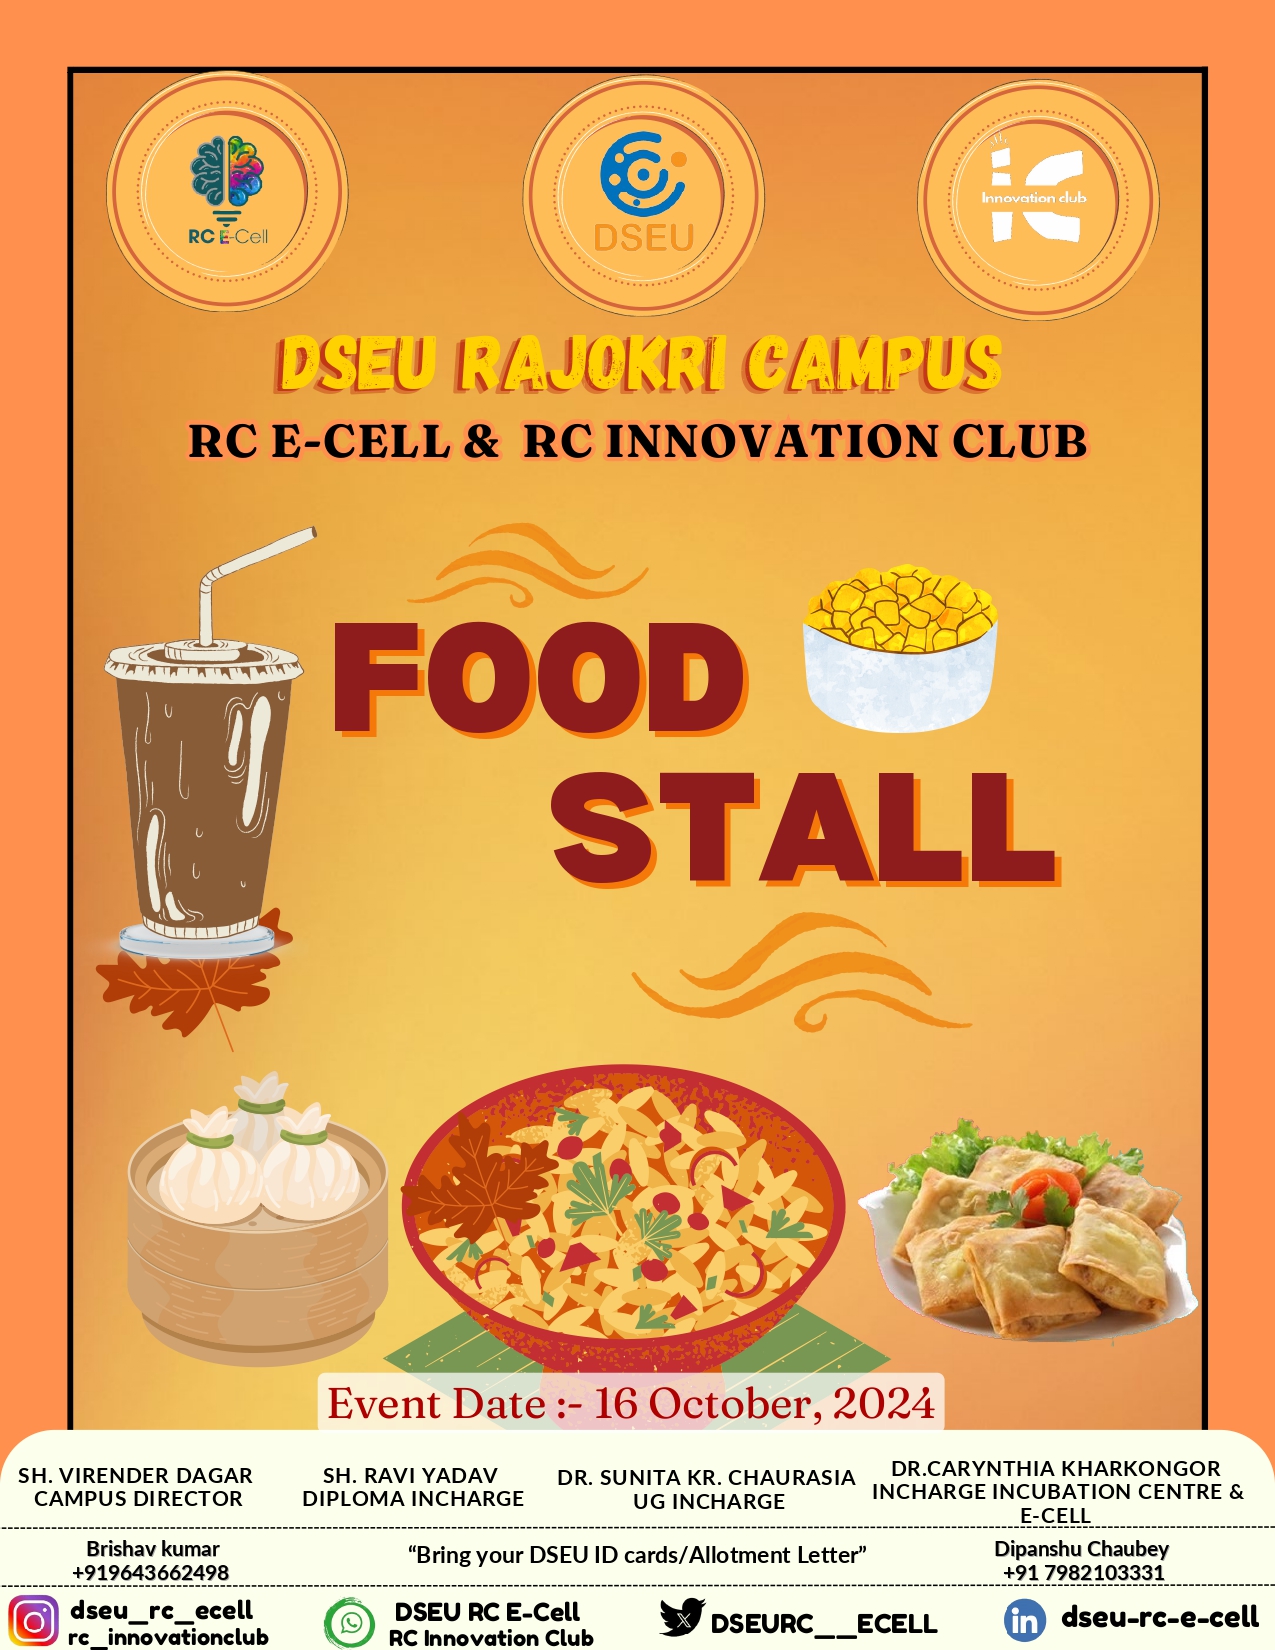 RC E-Cell
DSEU
ic
Innovation club
DSEU RAJOKRI CAMPUS
RC E-CELL & RC INNOVATION CLUB
FOOD
STALL
Event Date :- 16 October, 2024
SH. VIRENDER DAGAR
CAMPUS DIRECTOR
SH. RAVI YADAV
DIPLOMA INCHARGE
DR. SUNITA KR. CHAURASIA
UG INCHARGE
DR.CARYNTHIA KHARKONGOR
INCHARGE INCUBATION CENTRE &
E-CELL
Brishav kumar
+919643662498
“Bring your DSEU ID cards/Allotment Letter”
Dipanshu Chaubey
+91 7982103331
dseu_rc_ecell
rc_innovationclub
DSEU RC E-Cell
RC Innovation Club
DSEURC__ECELL
in
dseu-rc-e-cell